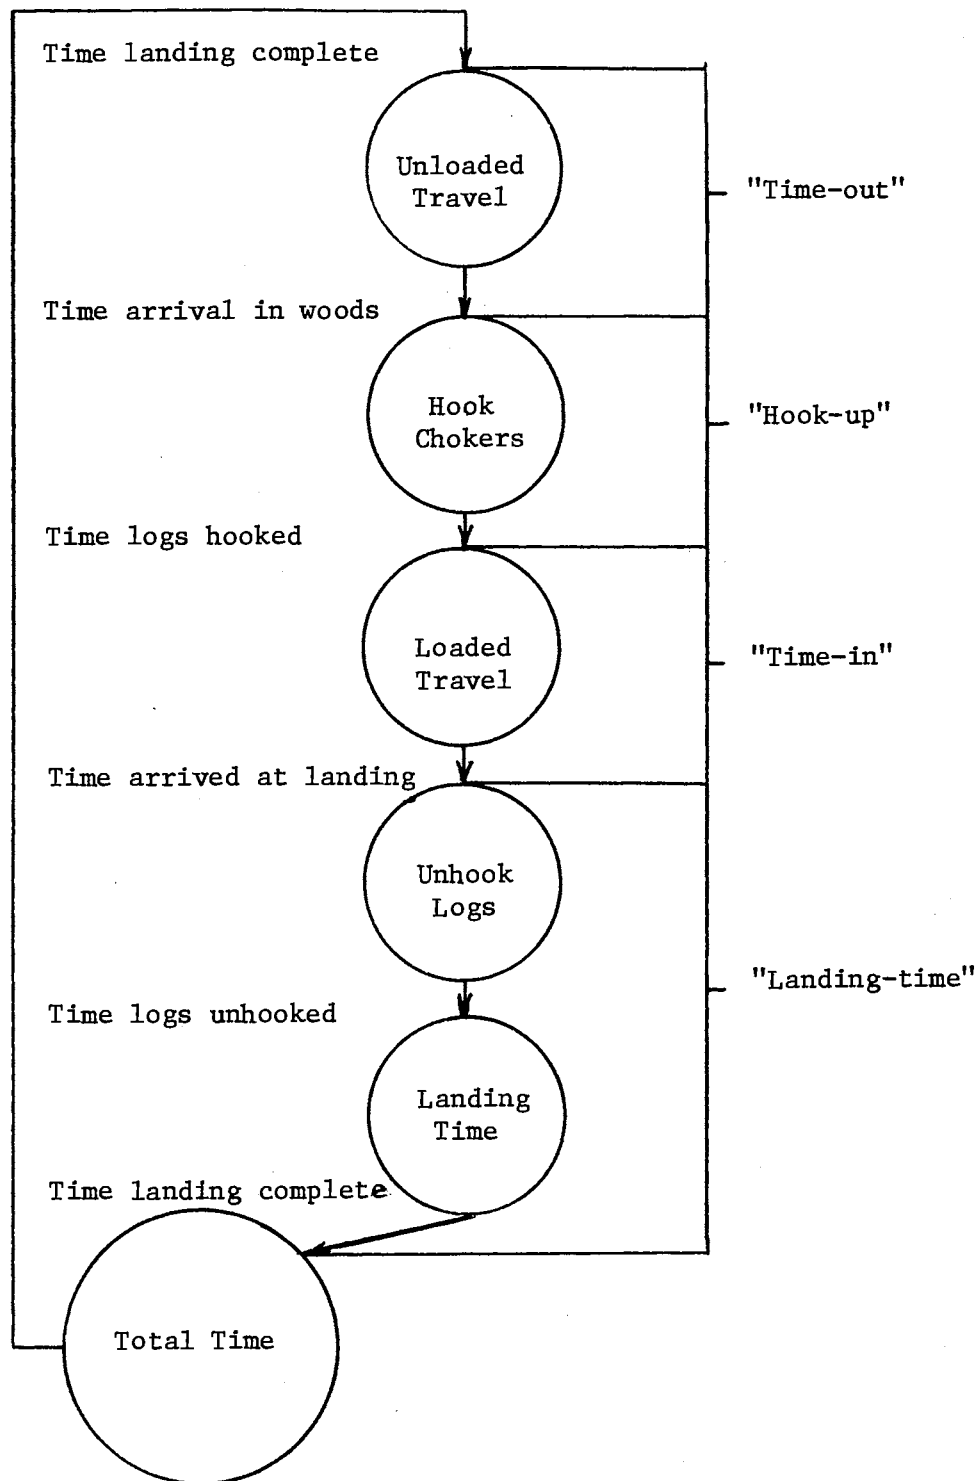 Time landing complete
Unloaded
Travel
"Time-out"
Time arrival in woods
Hook
Chokers
"Hook-up"
Time logs hooked
Loaded
Travel
"Time-in"
Time arrived at landing
Unhook
Logs
"Landing-time"
Time logs unhooked
Landing
Time
Time landing complete
Total Time